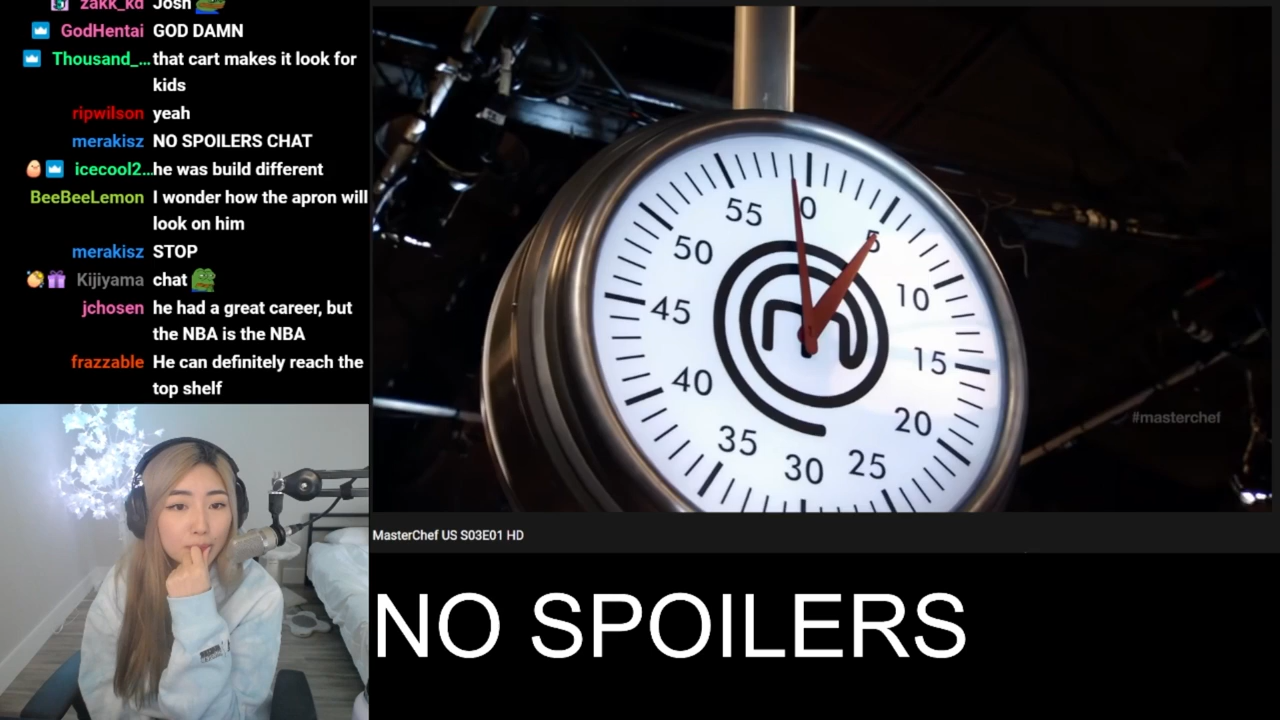 zakk_kd Josh
GodHentai GOD DAMN
Thousand_... that cart makes it look for
kids
ripwilson yeah
merakisz NO SPOILERS CHAT
icecool2... he was build different
BeeBeeLemon I wonder how the apron will
look on him
merakisz STOP
Kijiyama chat
jchosen he had a great career, but
the NBA is the NBA
frazzable He can definitely reach the
top shelf
0
5
10
15
20
25
30
35
40
45
50
55
m
#masterchef
MasterChef US S03E01 HD
NO SPOILERS